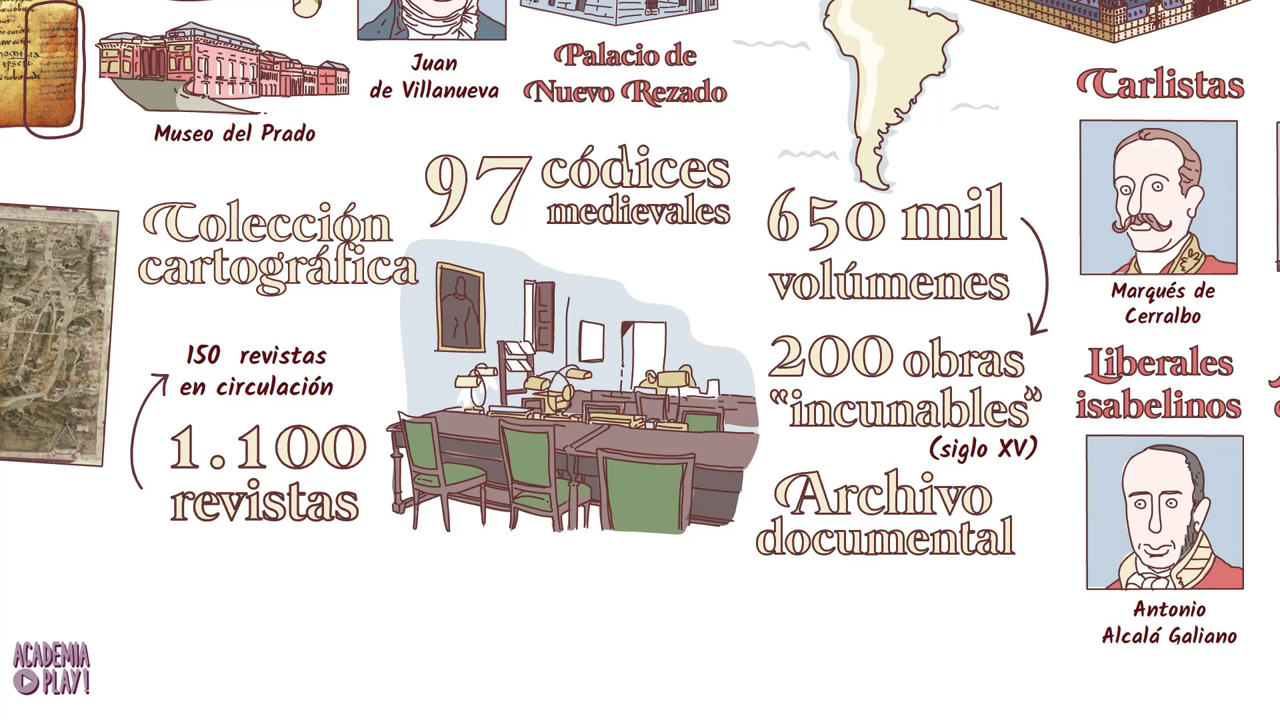 Juan
de Villanueva
Palacio de
Nuevo Rezado
Museo del Prado
Carlistas
97 códices
medievales
Colección
cartográfica
650 mil
volúmenes
Marqués de
Cerralbo
150 revistas
en circulación
1.100
revistas
200 obras
"incunables"
(siglo XV)
Archivo
documental
Liberales
isabelinos
Antonio
Alcalá Galiano
ACADEMIA
PLAY!